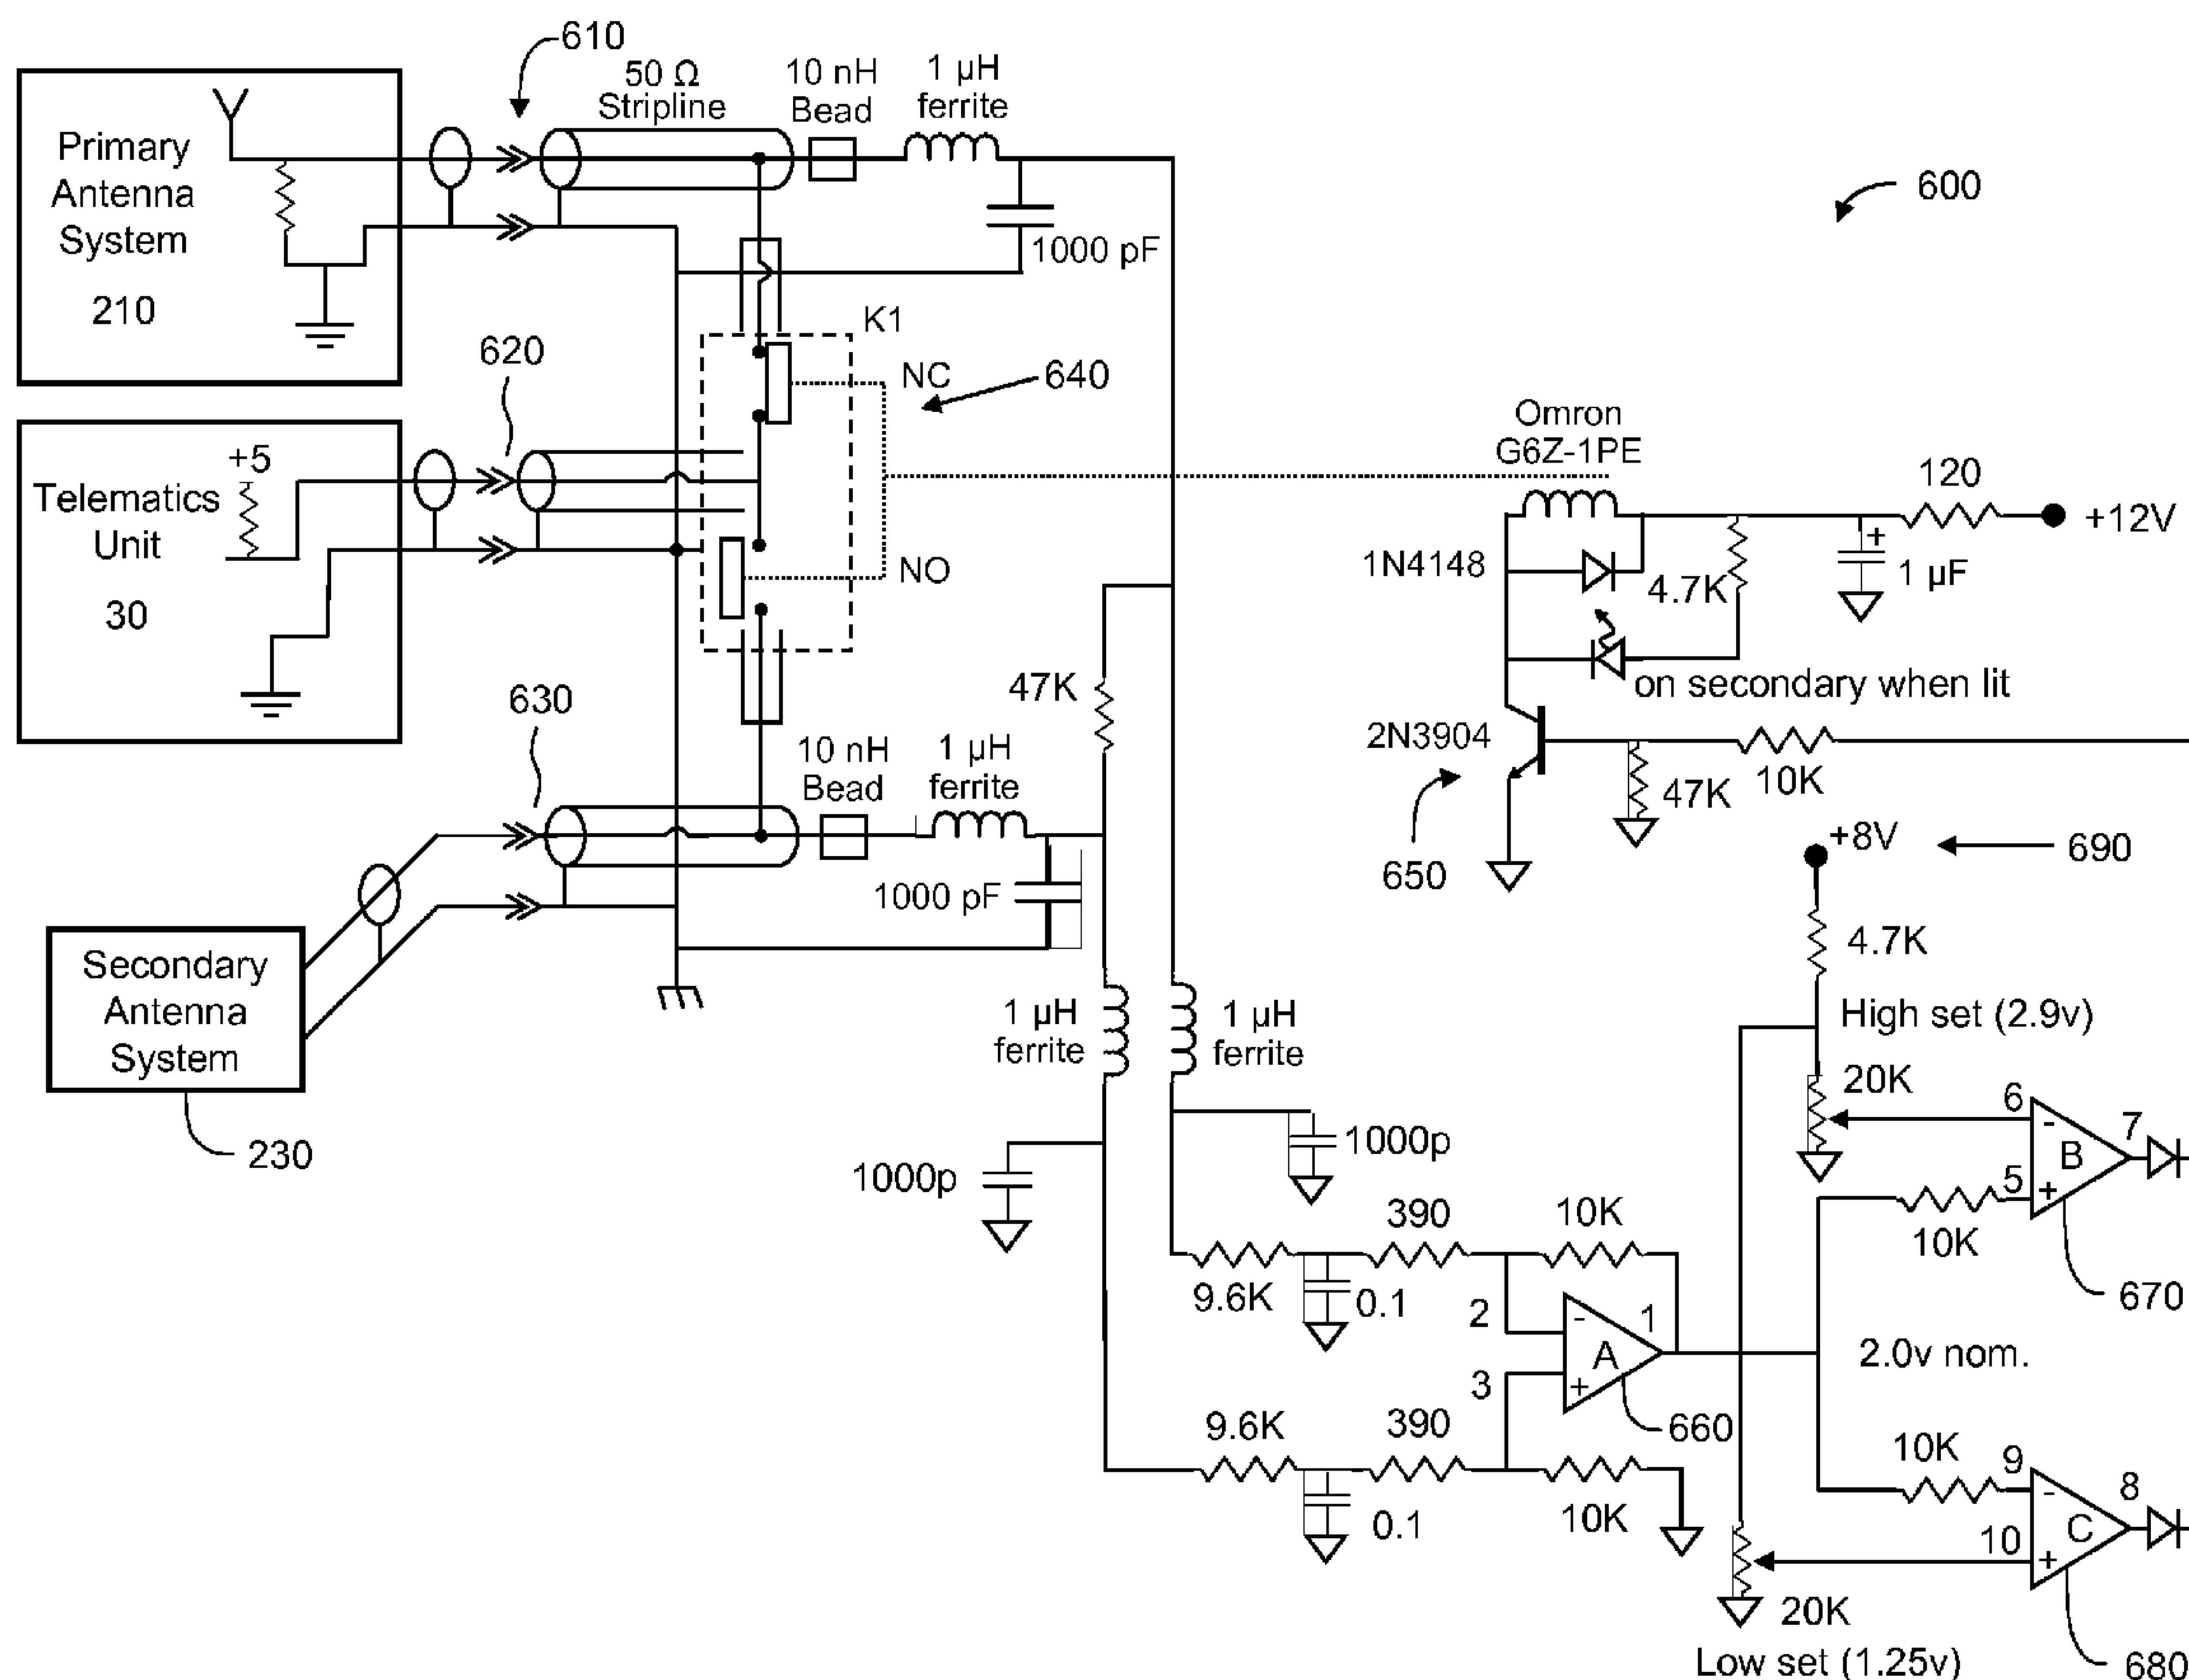 610
50 Ω
Stripline
10 nH
Bead
1 µH
ferrite
Primary
Antenna
System
210
1000 pF
600
K1
620
NC
640
Telematics
Unit
30
+5
NO
Omron
G6Z-1PE
120
+12V
1N4148
4.7K
+
1 µF
on secondary when lit
2N3904
10K
47K
650
47K
630
10 nH
Bead
1 µH
ferrite
1000 pF
Secondary
Antenna
System
230
+8V
690
4.7K
High set (2.9v)
20K
1 µH
ferrite
1 µH
ferrite
1000p
1000p
6
-
7
B
5
+
10K
670
390
10K
9.6K
0.1
2
-
1
A
3
+
660
2.0v nom.
9.6K
390
0.1
10K
10K
9
-
8
C
10
+
20K
Low set (1.25v)
680